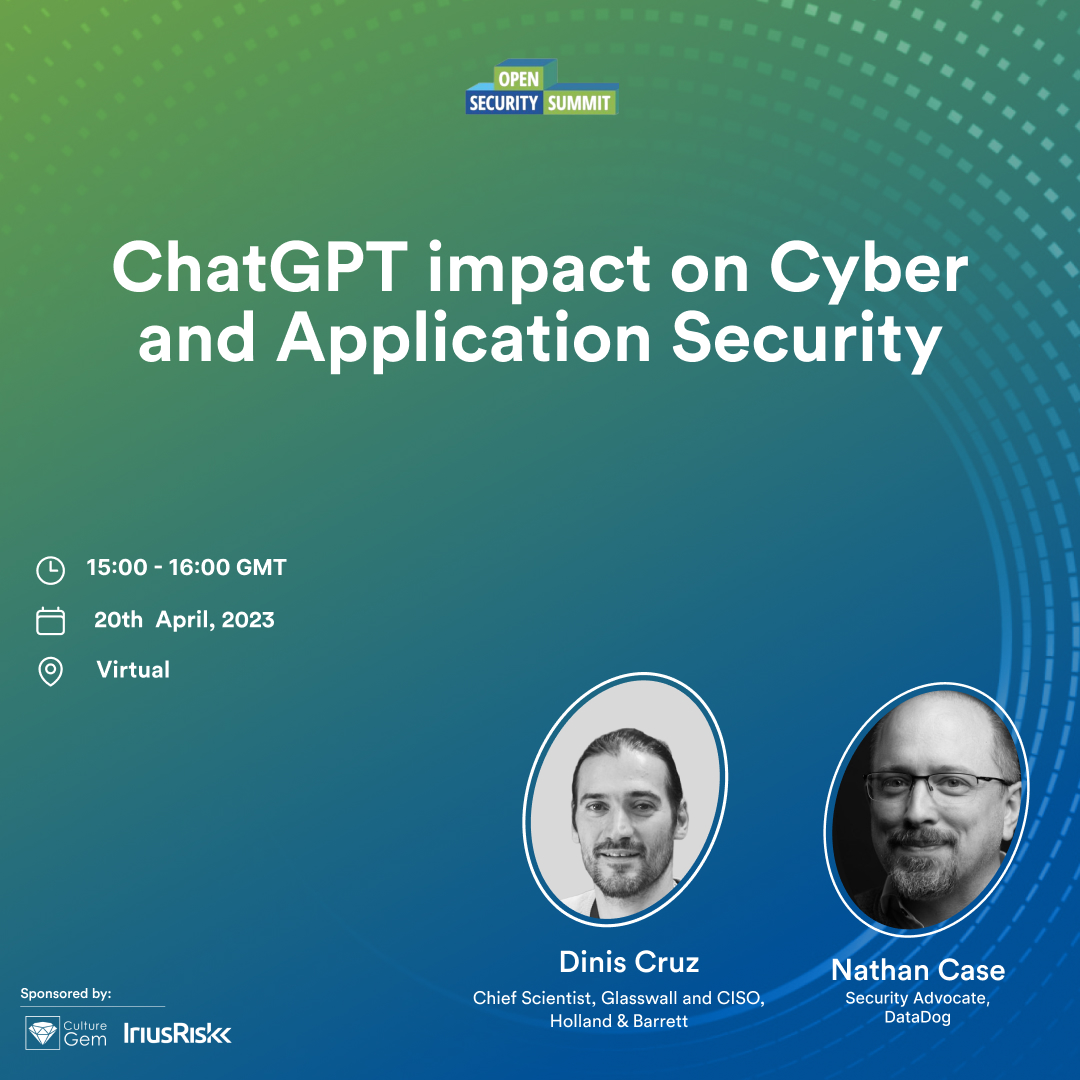 OPEN
SECURITY SUMMIT
ChatGPT impact on Cyber
and Application Security
15:00 - 16:00 GMT
20th April, 2023
Virtual
Dinis Cruz
Chief Scientist, Glasswall and CISO,
Holland & Barrett
Nathan Case
Security Advocate,
DataDog
Sponsored by:
Culture
Gem
IriusRisk